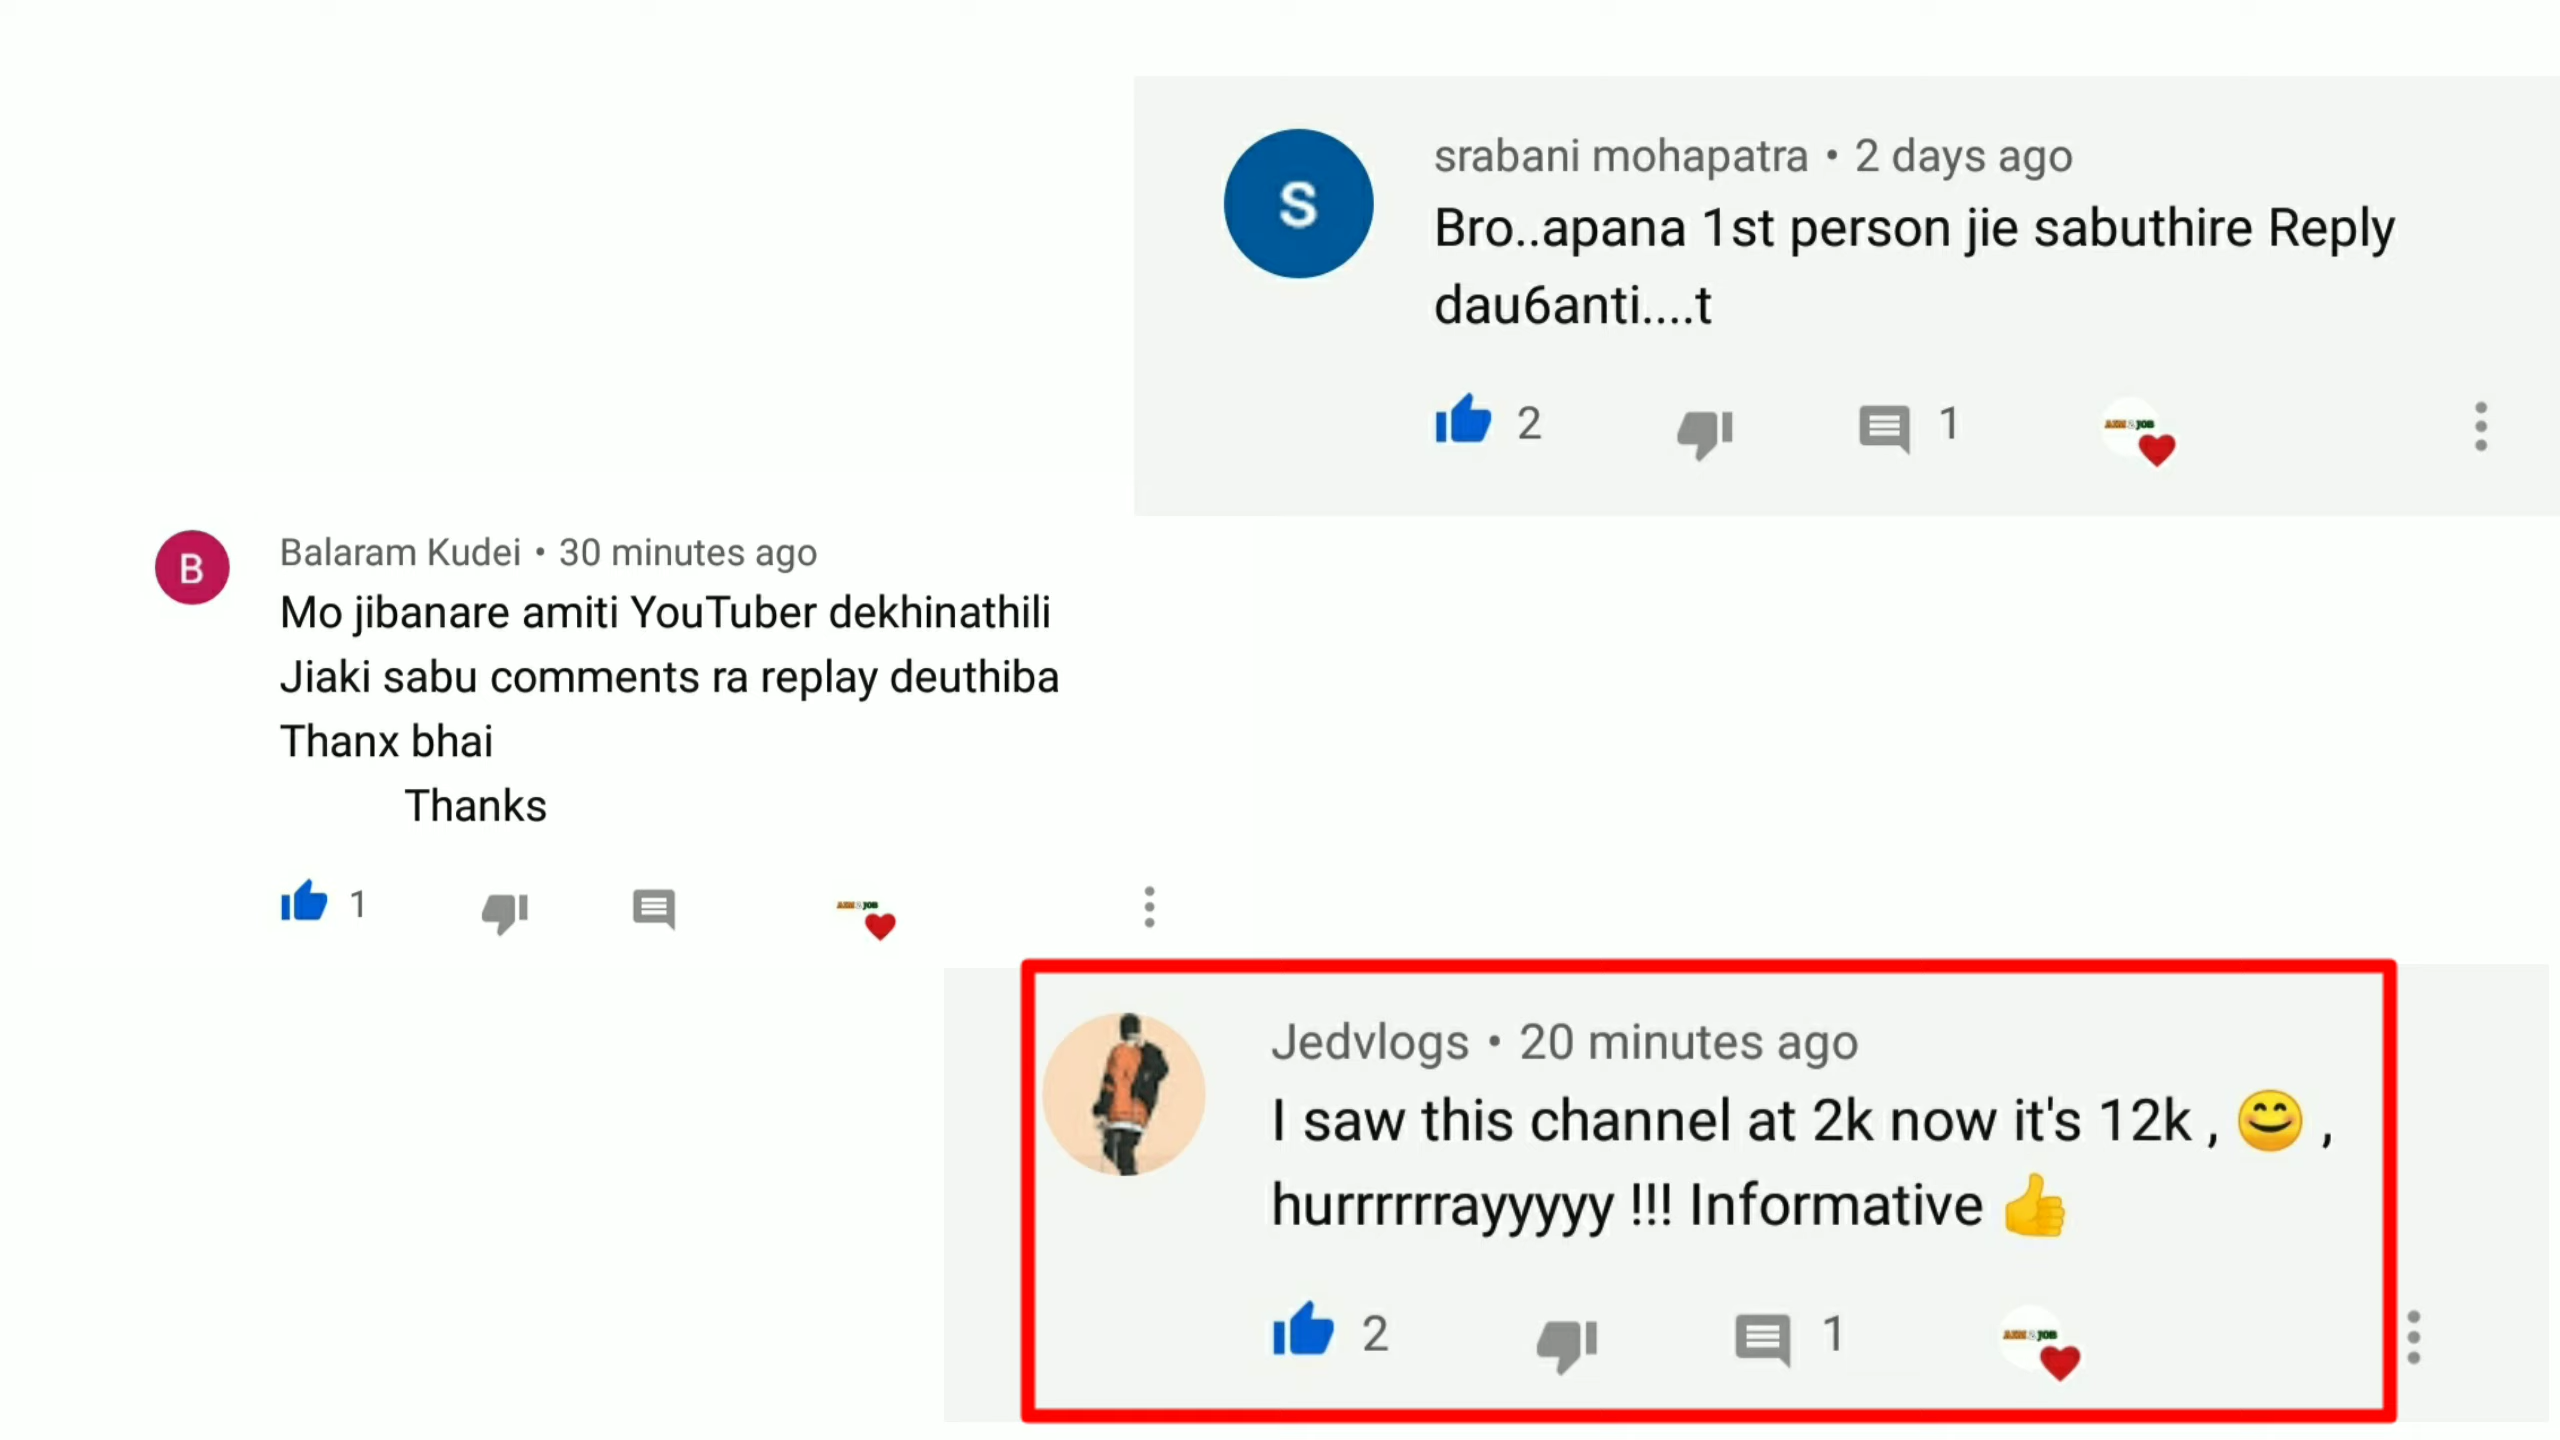 S
srabani mohapatra • 2 days ago
Bro..apana 1st person jie sabuthire Reply
dau6anti....t
2
1
B
Balaram Kudei • 30 minutes ago
Mo jibanare amiti YouTuber dekhinathili
Jiaki sabu comments ra replay deuthiba
Thanx bhai
Thanks
1
Jedvlogs • 20 minutes ago
I saw this channel at 2k now it's 12k , 😊 ,
hurrrrrrayyyyy !!! Informative 👍
2
1